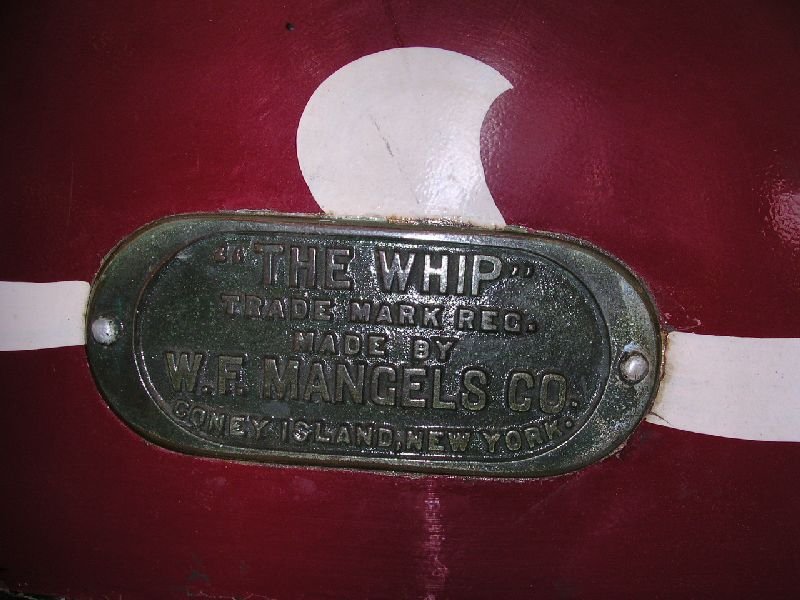 "THE WHIP"
TRADE MARK REG.
MADE BY
W.F. MANGELS CO.
CONEY ISLAND, NEW YORK.